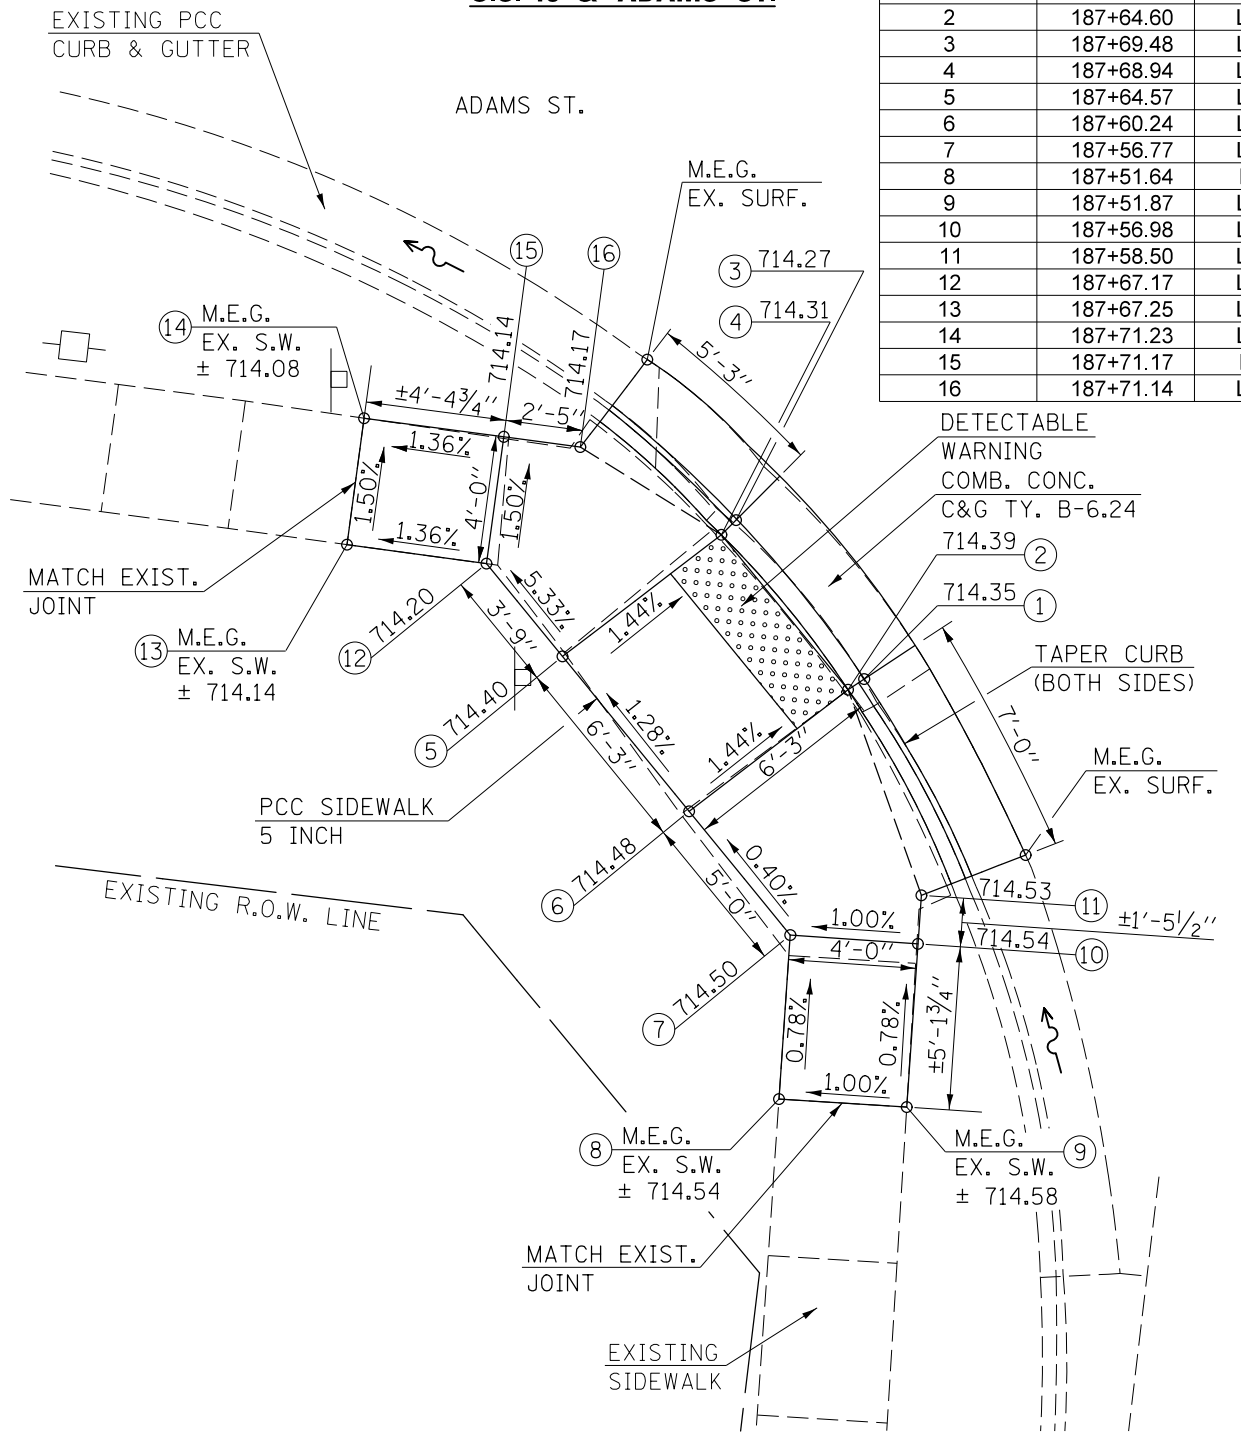 EXISTING PCC
CURB & GUTTER
ADAMS ST.
2 187+64.60
3 187+69.48
4 187+68.94
5 187+64.57
6 187+60.24
7 187+56.77
8 187+51.64
9 187+51.87
10 187+56.98
11 187+58.50
12 187+67.17
13 187+67.25
14 187+71.23
15 187+71.17
16 187+71.14
M.E.G.
EX. SURF.
15
16
3 714.27
4 714.31
14 M.E.G.
EX. S.W.
± 714.08
714.14
714.17
5'-3"
±4'-4¾"
2'-5"
1.36%
1.50%
4'-0"
1.50%
1.36%
DETECTABLE
WARNING
COMB. CONC.
C&G TY. B-6.24
714.39 2
714.35 1
MATCH EXIST.
JOINT
5.33%
1.44%
12 714.20
3'-9"
13 M.E.G.
EX. S.W.
± 714.14
TAPER CURB
(BOTH SIDES)
5 714.40
6'-3"
1.28%
1.44%
6'-3"
7'-0"
M.E.G.
EX. SURF.
PCC SIDEWALK
5 INCH
6 714.48
0.40%
5'-0"
EXISTING R.O.W. LINE
714.53 11
1.00%
±1'-5½"
714.54 10
4'-0"
7 714.50
0.78%
0.78%
±5'-1¾"
1.00%
8 M.E.G.
EX. S.W.
± 714.54
M.E.G. 9
EX. S.W.
± 714.58
MATCH EXIST.
JOINT
EXISTING
SIDEWALK